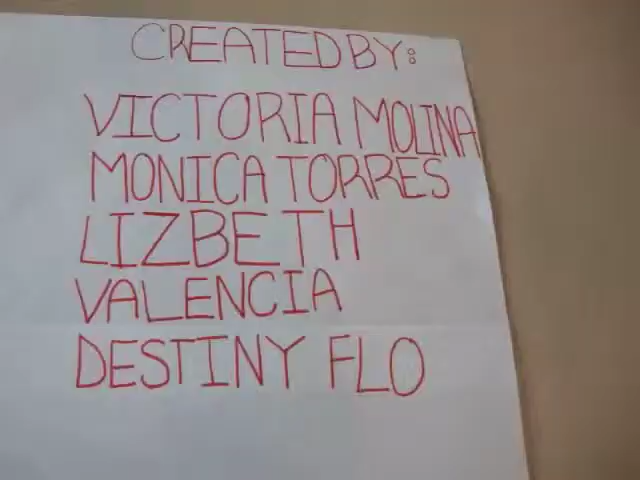 CREATED BY:
VICTORIA MOLINA
MONICA TORRES
LIZBETH
VALENCIA
DESTINY FLO